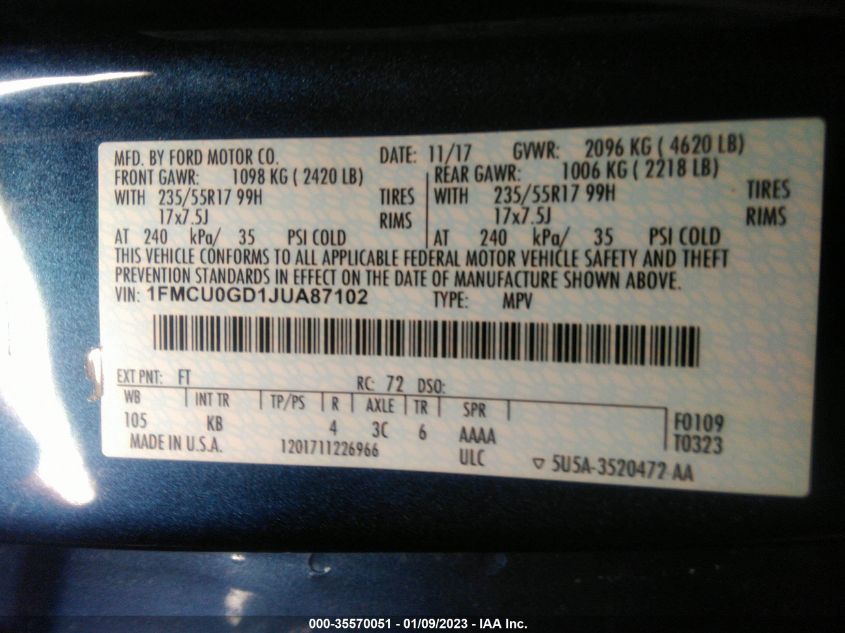 MFD. BY FORD MOTOR CO. DATE: 11/17 GVWR: 2096 KG ( 4620 LB)
FRONT GAWR: 1098 KG ( 2420 LB) REAR GAWR: 1006 KG ( 2218 LB)
WITH 235/55R17 99H TIRES WITH 235/55R17 99H TIRES
17x7.5J RIMS 17x7.5J RIMS
AT 240 kPa/ 35 PSI COLD AT 240 kPa/ 35 PSI COLD
THIS VEHICLE CONFORMS TO ALL APPLICABLE FEDERAL MOTOR VEHICLE SAFETY AND THEFT
PREVENTION STANDARDS IN EFFECT ON THE DATE OF MANUFACTURE SHOWN ABOVE.
VIN: 1FMCU0GD1JUA87102 TYPE: MPV
EXT PNT: FT RC: 72 DSO:
WB INT TR TP/PS R AXLE TR SPR F0109
105 KB 4 3C 6 AAAA T0323
MADE IN U.S.A. 1201711226966 ULC ▽ 5U5A-3520472 AA
000-35570051 - 01/09/2023 - IAA Inc.